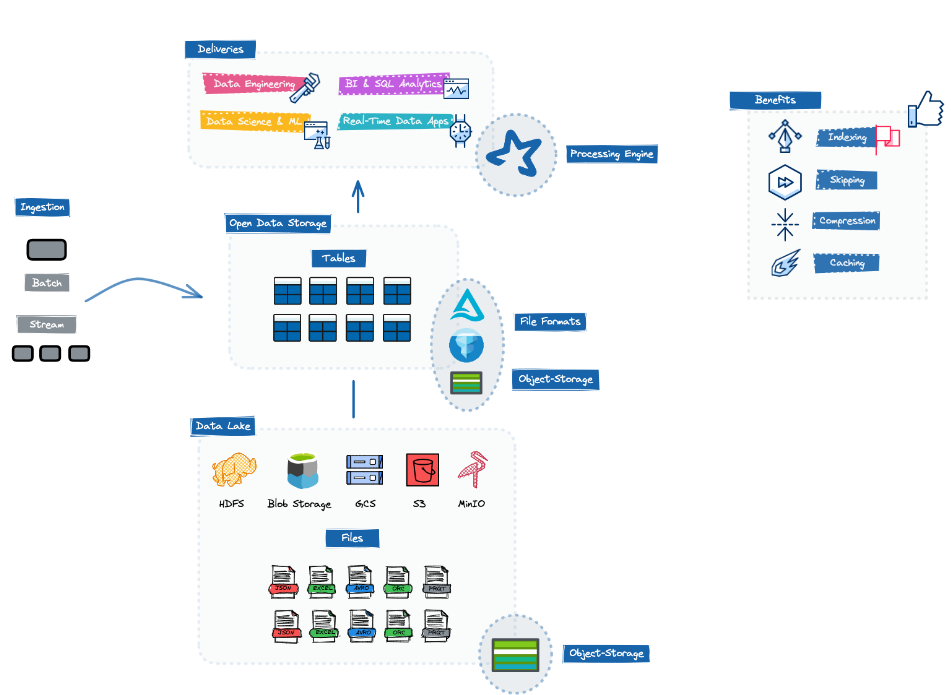 Deliveries
Data Engineering
BI & SQL Analytics
Data Science & ML
Real-Time Data Apps
Processing Engine
Benefits
Indexing
Skipping
Compression
Caching
Ingestion
Batch
Stream
Open Data Storage
Tables
File Formats
Object-Storage
Data Lake
HDFS
Blob Storage
GCS
S3
MinIO
Files
JSON
EXCEL
AVRO
ORC
PRQT
JSON
EXCEL
AVRO
ORC
PRQT
Object-Storage